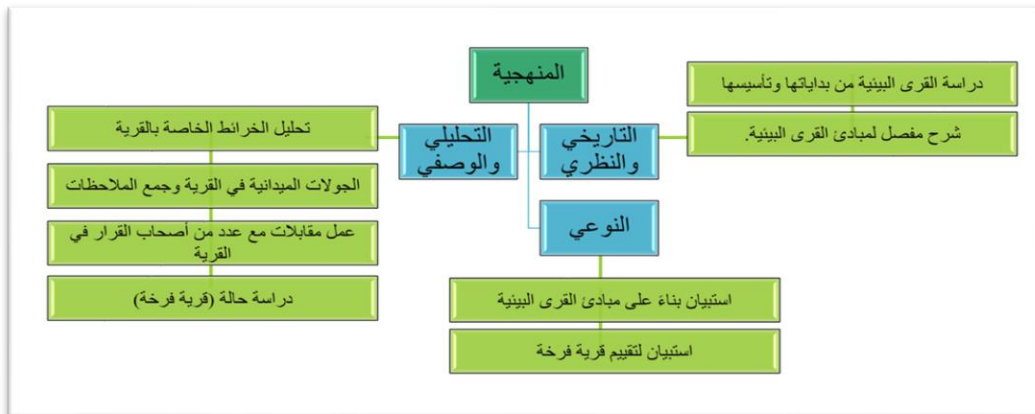 المنهجية
التاريخي
والنظري
دراسة القرى البيئية من بداياتها وتأسيسها
شرح مفصل لمبادئ القرى البيئية.
التحليلي
والوصفي
تحليل الخرائط الخاصة بالقرية
الجولات الميدانية في القرية وجمع الملاحظات
عمل مقابلات مع عدد من أصحاب القرار في
القرية
دراسة حالة (قرية فرخة)
النوعي
استبيان بناءً على مبادئ القرى البيئية
استبيان لتقييم قرية فرخة